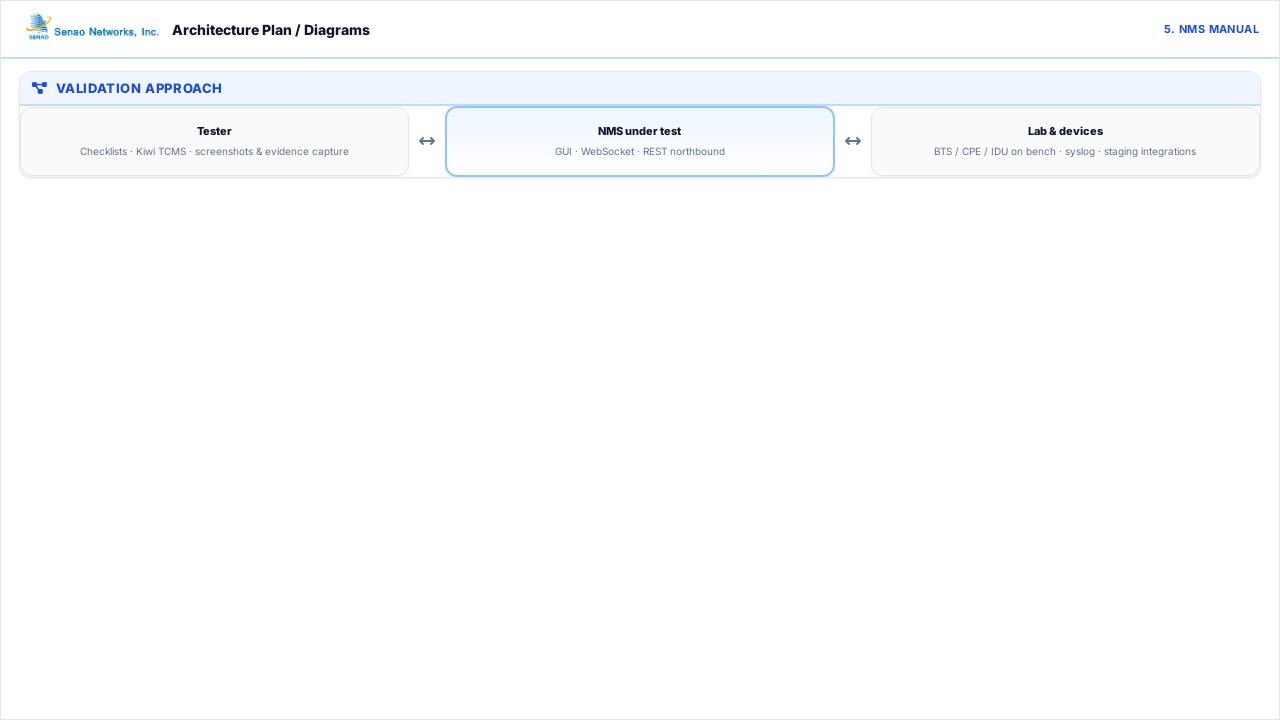 SENAO
Senao Networks, Inc.
Architecture Plan / Diagrams
5. NMS MANUAL
VALIDATION APPROACH
Tester
Checklists · Kiwi TCMS · screenshots & evidence capture
↔
NMS under test
GUI · WebSocket · REST northbound
↔
Lab & devices
BTS / CPE / IDU on bench · syslog · staging integrations